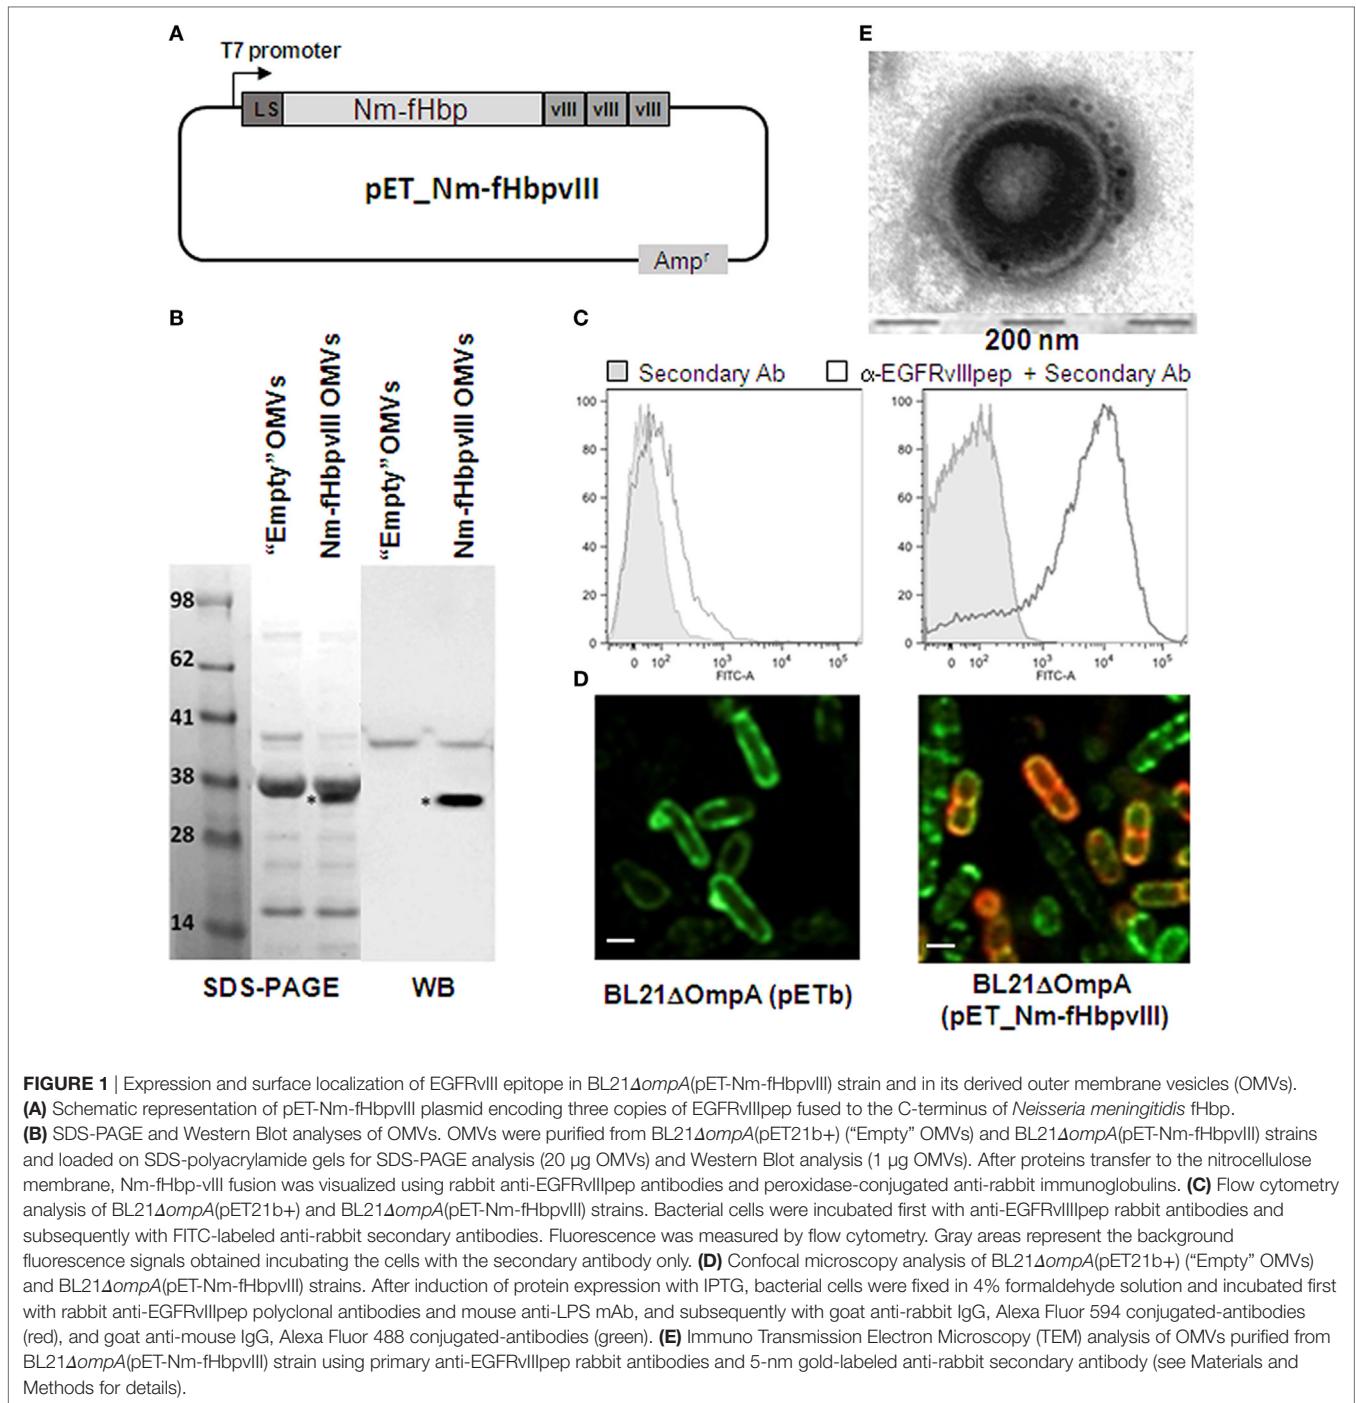 A
T7 promoter
LS
Nm-fHbp
vIII
vIII
vIII
pET_Nm-fHbpvIII
Ampʳ
E
200 nm
B
"Empty" OMVs
Nm-fHbpvIII OMVs
"Empty" OMVs
Nm-fHbpvIII OMVs
98
62
41
38
28
14
*
*
SDS-PAGE
WB
C
Secondary Ab
α-EGFRvIIIpep + Secondary Ab
100
80
60
40
20
0
0 10² 10³ 10⁴ 10⁵
FITC-A
100
80
60
40
20
0
0 10² 10³ 10⁴ 10⁵
FITC-A
D
BL21ΔOmpA (pETb)
BL21ΔOmpA
(pET_Nm-fHbpvIII)
FIGURE 1 | Expression and surface localization of EGFRvIII epitope in BL21ΔompA(pET-Nm-fHbpvIII) strain and in its derived outer membrane vesicles (OMVs).
(A) Schematic representation of pET-Nm-fHbpvIII plasmid encoding three copies of EGFRvIIIpep fused to the C-terminus of Neisseria meningitidis fHbp.
(B) SDS-PAGE and Western Blot analyses of OMVs. OMVs were purified from BL21ΔompA(pET21b+) ("Empty" OMVs) and BL21ΔompA(pET-Nm-fHbpvIII) strains
and loaded on SDS-polyacrylamide gels for SDS-PAGE analysis (20 µg OMVs) and Western Blot analysis (1 µg OMVs). After proteins transfer to the nitrocellulose
membrane, Nm-fHbp-vIII fusion was visualized using rabbit anti-EGFRvIIIpep antibodies and peroxidase-conjugated anti-rabbit immunoglobulins. (C) Flow cytometry
analysis of BL21ΔompA(pET21b+) and BL21ΔompA(pET-Nm-fHbpvIII) strains. Bacterial cells were incubated first with anti-EGFRvIIIIpep rabbit antibodies and
subsequently with FITC-labeled anti-rabbit secondary antibodies. Fluorescence was measured by flow cytometry. Gray areas represent the background
fluorescence signals obtained incubating the cells with the secondary antibody only. (D) Confocal microscopy analysis of BL21ΔompA(pET21b+) ("Empty" OMVs)
and BL21ΔompA(pET-Nm-fHbpvIII) strains. After induction of protein expression with IPTG, bacterial cells were fixed in 4% formaldehyde solution and incubated first
with rabbit anti-EGFRvIIIpep polyclonal antibodies and mouse anti-LPS mAb, and subsequently with goat anti-rabbit IgG, Alexa Fluor 594 conjugated-antibodies
(red), and goat anti-mouse IgG, Alexa Fluor 488 conjugated-antibodies (green). (E) Immuno Transmission Electron Microscopy (TEM) analysis of OMVs purified from
BL21ΔompA(pET-Nm-fHbpvIII) strain using primary anti-EGFRvIIIpep rabbit antibodies and 5-nm gold-labeled anti-rabbit secondary antibody (see Materials and
Methods for details).